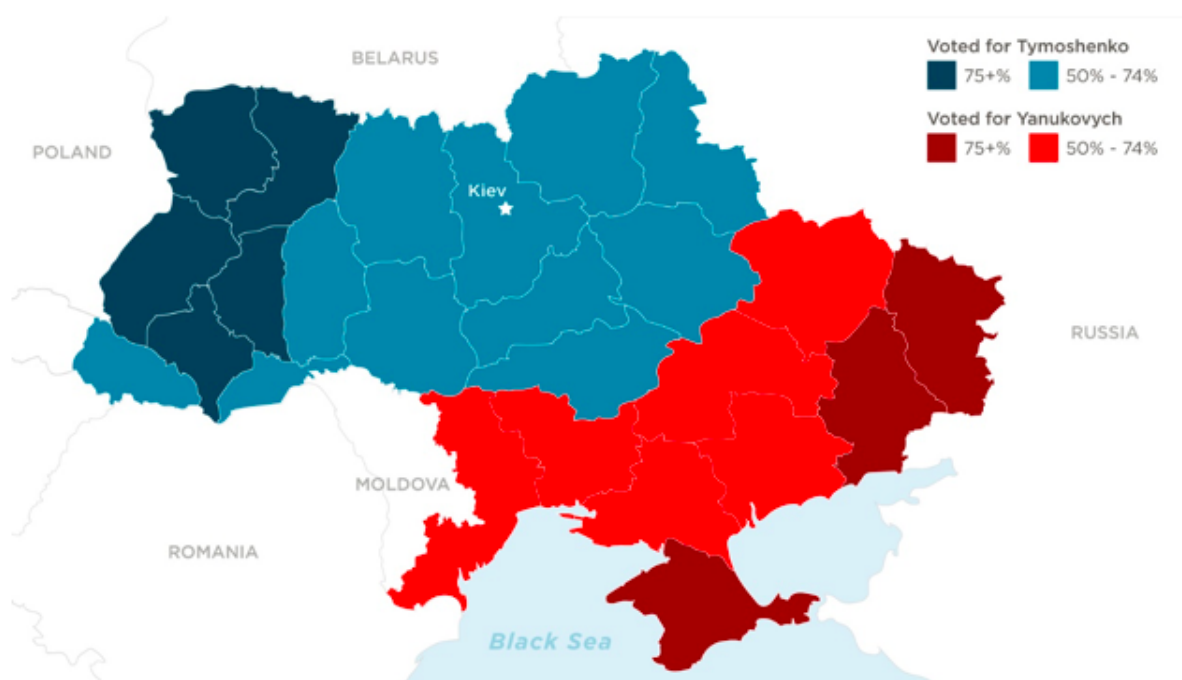 Voted for Tymoshenko
75+% 50% - 74%
Voted for Yanukovych
75+% 50% - 74%
BELARUS
POLAND
Kiev
RUSSIA
MOLDOVA
ROMANIA
Black Sea